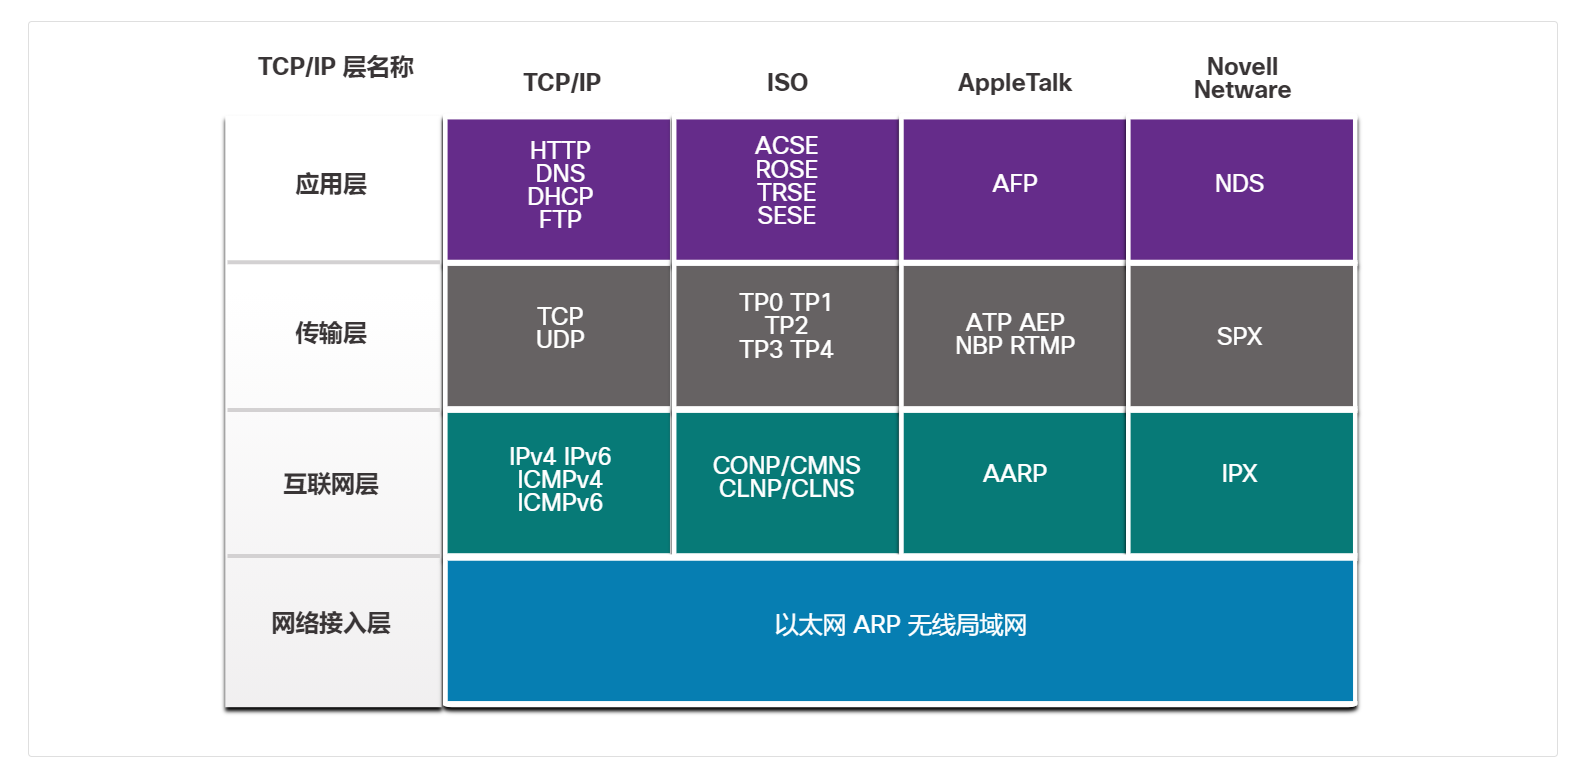 TCP/IP 层名称
TCP/IP
ISO
AppleTalk
Novell
Netware
应用层
HTTP
DNS
DHCP
FTP
ACSE
ROSE
TRSE
SESE
AFP
NDS
传输层
TCP
UDP
TP0 TP1
TP2
TP3 TP4
ATP AEP
NBP RTMP
SPX
互联网层
IPv4 IPv6
ICMPv4
ICMPv6
CONP/CMNS
CLNP/CLNS
AARP
IPX
网络接入层
以太网 ARP 无线局域网